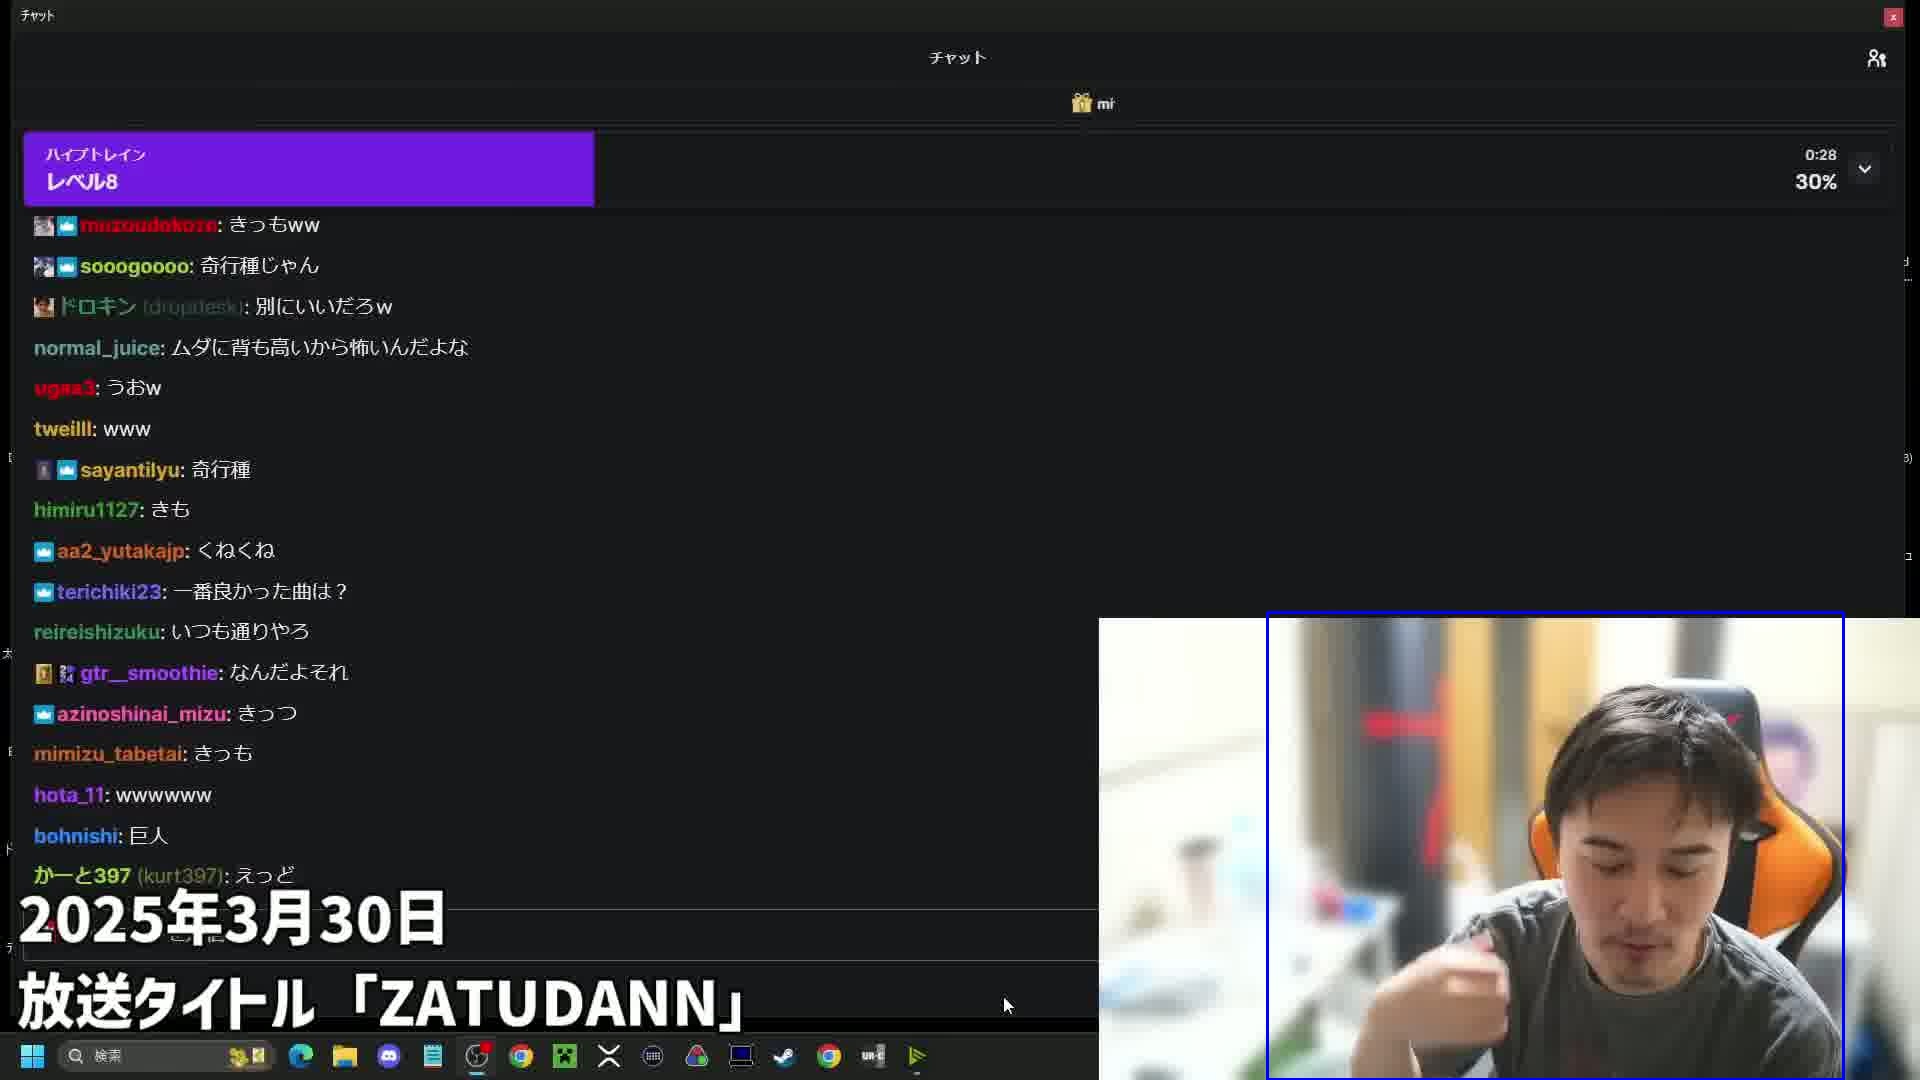 チャット
チャット
mi
ハイプトレイン
レベル8
0:28
30%
muzoudokoze: きっもww
sooogoooo: 奇行種じゃん
ドロキン (dropdesk): 別にいいだろw
normal_juice: ムダに背も高いから怖いんだよな
ugaa3: うおw
tweilll: www
sayantilyu: 奇行種
himiru1127: きも
aa2_yutakajp: くねくね
terichiki23: 一番良かった曲は？
reireishizuku: いつも通りやろ
gtr__smoothie: なんだよそれ
azinoshinai_mizu: きっつ
mimizu_tabetai: きっも
hota_11: wwwwww
bohnishi: 巨人
かーと397 (kurt397): えっど
2025年3月30日
放送タイトル「ZATUDANN」
検索
UR-C